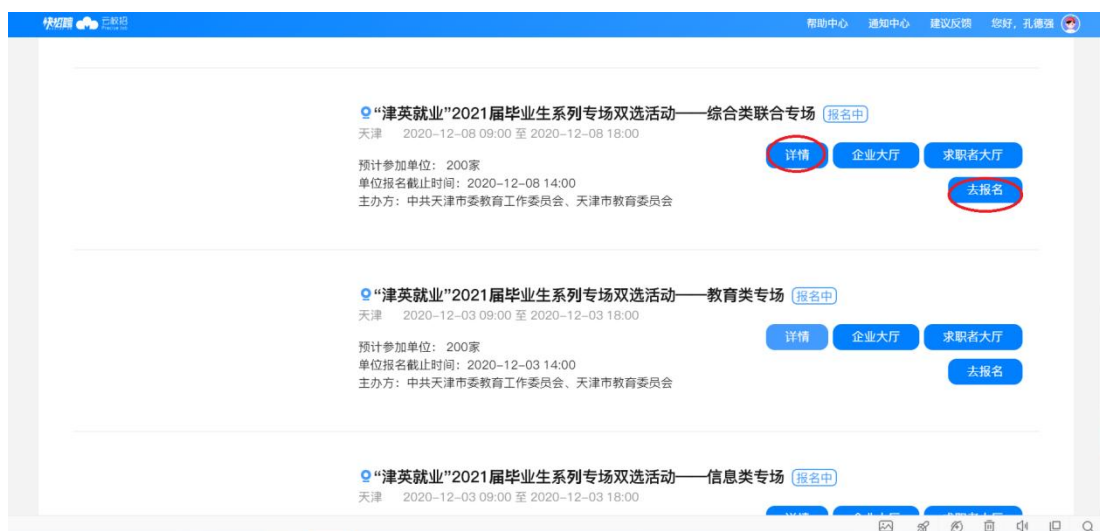 快招聘 云校招
帮助中心 通知中心 建议反馈 您好，孔德强
“津英就业”2021届毕业生系列专场双选活动——综合类联合专场 报名中
天津 2020-12-08 09:00 至 2020-12-08 18:00
详情 企业大厅 求职者大厅
预计参加单位： 200家
单位报名截止时间：2020-12-08 14:00
去报名
主办方：中共天津市委教育工作委员会、天津市教育委员会
“津英就业”2021届毕业生系列专场双选活动——教育类专场 报名中
天津 2020-12-03 09:00 至 2020-12-03 18:00
详情 企业大厅 求职者大厅
预计参加单位： 200家
单位报名截止时间：2020-12-03 14:00
去报名
主办方：中共天津市委教育工作委员会、天津市教育委员会
“津英就业”2021届毕业生系列专场双选活动——信息类专场 报名中
天津 2020-12-03 09:00 至 2020-12-03 18:00